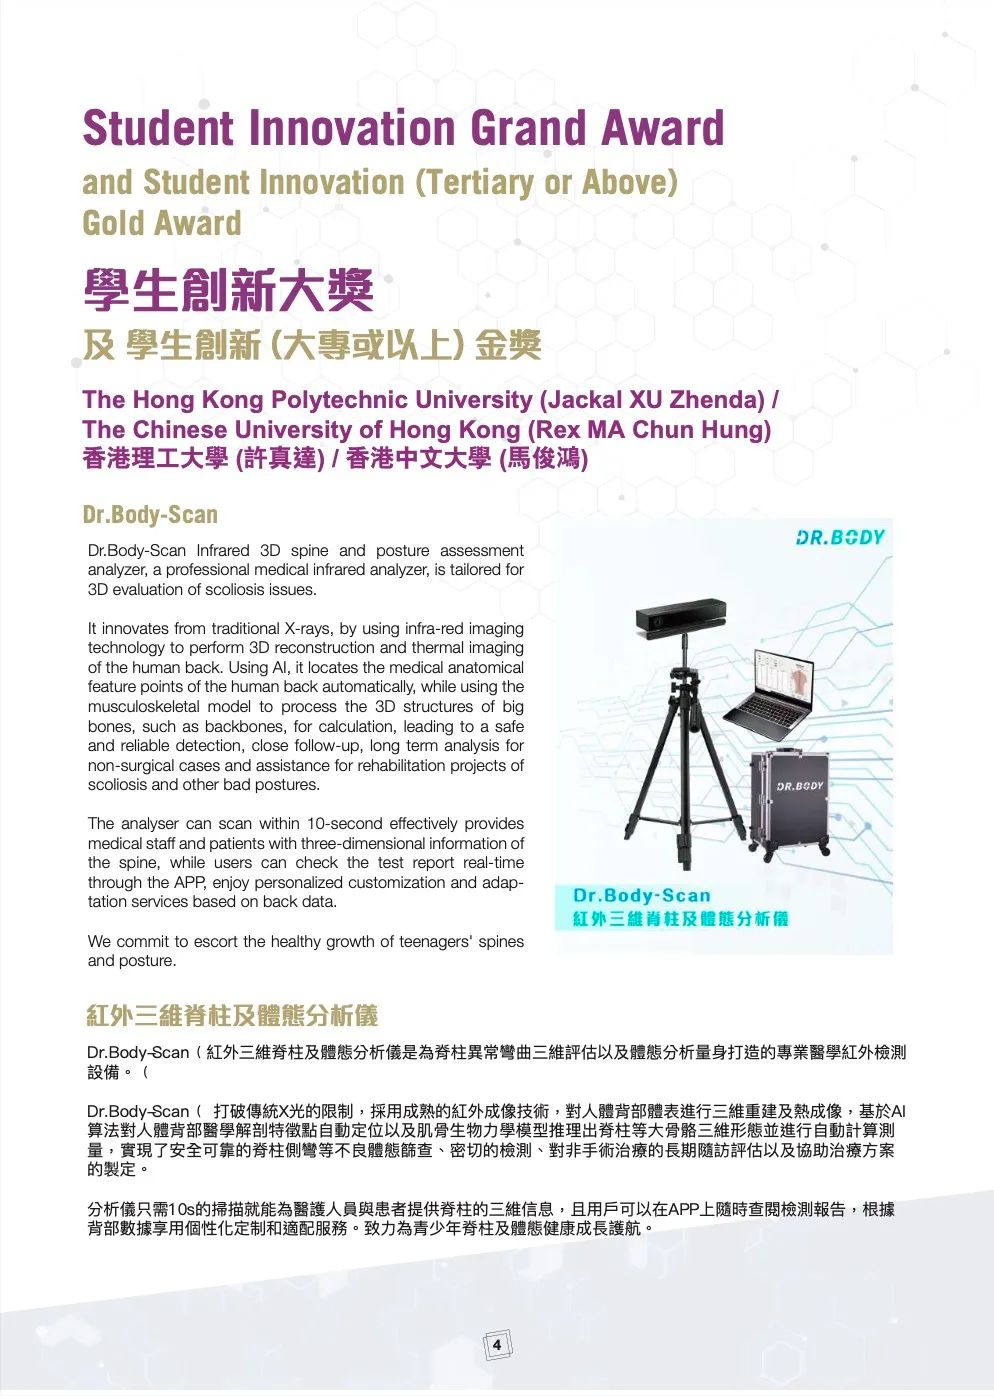 Student Innovation Grand Award
and Student Innovation (Tertiary or Above)
Gold Award
學生創新大獎
及 學生創新 (大專或以上) 金獎
The Hong Kong Polytechnic University (Jackal XU Zhenda) /
The Chinese University of Hong Kong (Rex MA Chun Hung)
香港理工大學 (許真達) / 香港中文大學 (馬俊鴻)
Dr.Body-Scan
Dr.Body-Scan Infrared 3D spine and posture assessment
analyzer, a professional medical infrared analyzer, is tailored for
3D evaluation of scoliosis issues.
It innovates from traditional X-rays, by using infra-red imaging
technology to perform 3D reconstruction and thermal imaging
of the human back. Using AI, it locates the medical anatomical
feature points of the human back automatically, while using the
musculoskeletal model to process the 3D structures of big
bones, such as backbones, for calculation, leading to a safe
and reliable detection, close follow-up, long term analysis for
non-surgical cases and assistance for rehabilitation projects of
scoliosis and other bad postures.
The analyser can scan within 10-second effectively provides
medical staff and patients with three-dimensional information of
the spine, while users can check the test report real-time
through the APP, enjoy personalized customization and adap-
tation services based on back data.
We commit to escort the healthy growth of teenagers' spines
and posture.
DR.BODY
DR.BODY
Dr.Body-Scan
紅外三維脊柱及體態分析儀
紅外三維脊柱及體態分析儀
Dr.Body-Scan（紅外三維脊柱及體態分析儀是為脊柱異常彎曲三維評估以及體態分析量身打造的專業醫學紅外檢測
設備。（
Dr.Body-Scan（ 打破傳統X光的限制，採用成熟的紅外成像技術，對人體背部體表進行三維重建及熱成像，基於AI
算法對人體背部醫學解剖特徵點自動定位以及肌骨生物力學模型推理出脊柱等大骨骼三維形態並進行自動計算測
量，實現了安全可靠的脊柱側彎等不良體態篩查、密切的檢測、對非手術治療的長期隨訪評估以及協助治療方案
的製定。
分析儀只需10s的掃描就能為醫護人員與患者提供脊柱的三維信息，且用戶可以在APP上隨時查閱檢測報告，根據
背部數據享用個性化定制和適配服務。致力為青少年脊柱及體態健康成長護航。
4